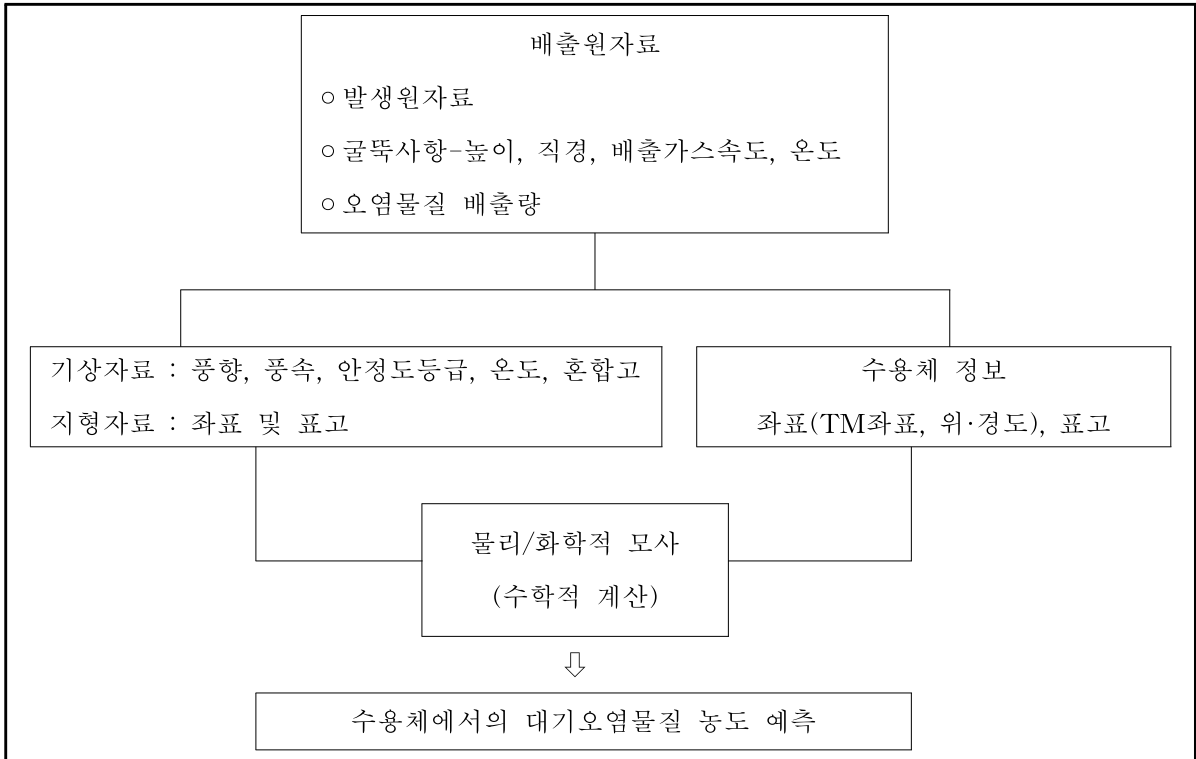 배출원자료
○ 발생원자료
○ 굴뚝사항-높이, 직경, 배출가스속도, 온도
○ 오염물질 배출량
기상자료 : 풍향, 풍속, 안정도등급, 온도, 혼합고
지형자료 : 좌표 및 표고
수용체 정보
좌표(TM좌표, 위·경도), 표고
물리/화학적 모사
(수학적 계산)
수용체에서의 대기오염물질 농도 예측